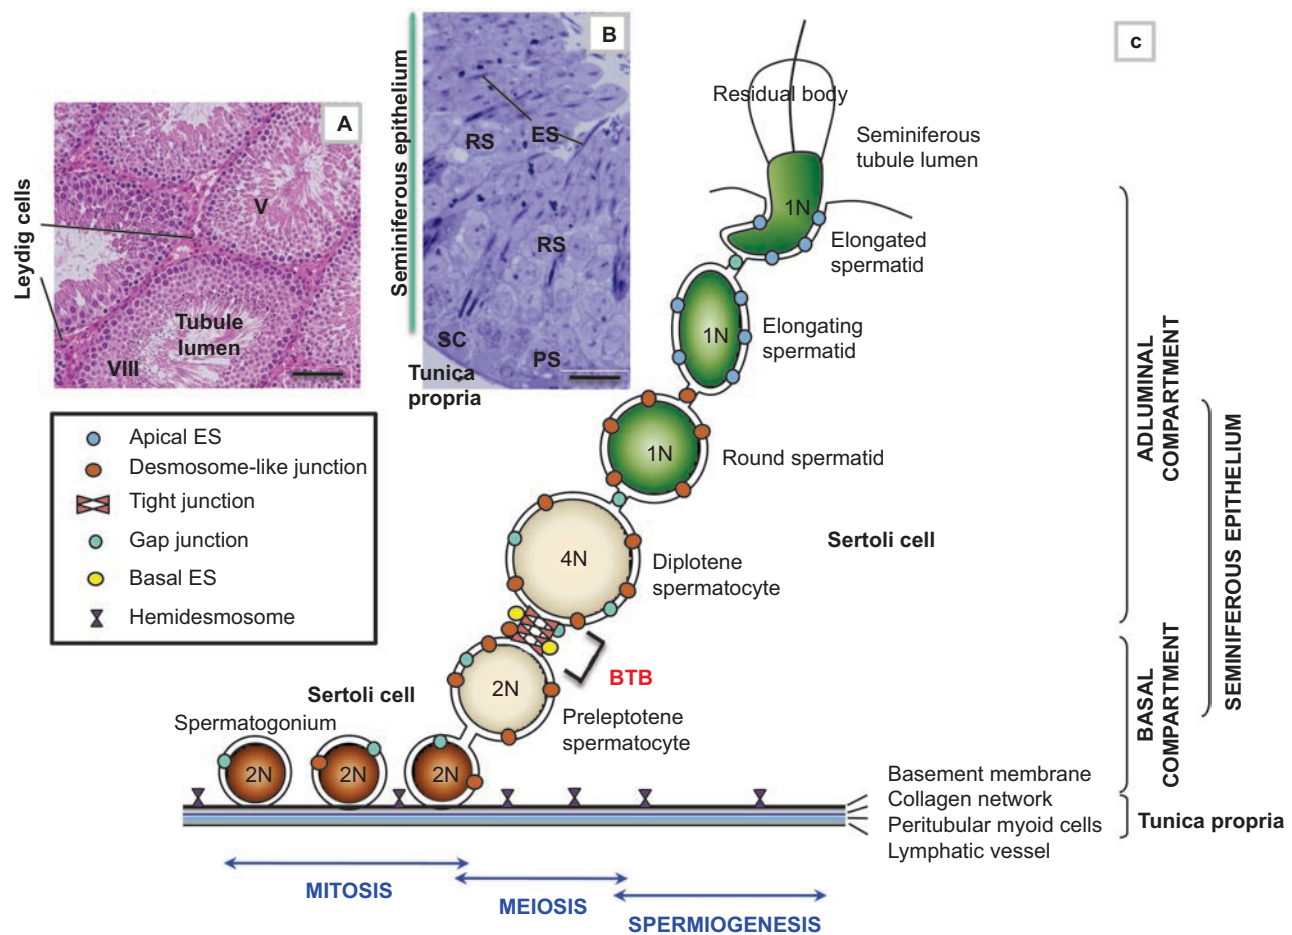 A
Leydig cells
V
Tubule
lumen
VIII
B
Seminiferous epithelium
RS
ES
RS
SC
PS
Tunica
propria
c
Residual body
Seminiferous
tubule lumen
1N
Elongated
spermatid
1N
Elongating
spermatid
1N
Round spermatid
4N
Diplotene
spermatocyte
Sertoli cell
BTB
2N
Preleptotene
spermatocyte
Sertoli cell
Spermatogonium
2N
2N
2N
Apical ES
Desmosome-like junction
Tight junction
Gap junction
Basal ES
Hemidesmosome
ADLUMINAL
COMPARTMENT
BASAL
COMPARTMENT
SEMINIFEROUS EPITHELIUM
Basement membrane
Collagen network
Peritubular myoid cells
Lymphatic vessel
Tunica propria
MITOSIS
MEIOSIS
SPERMIOGENESIS